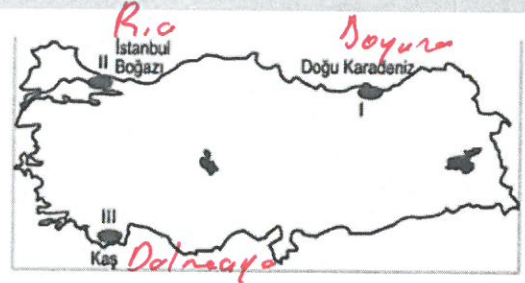 Ria
Boyuna
II
İstanbul
Boğazı
Doğu Karadeniz
I
III
Kaş
Dalmaçya